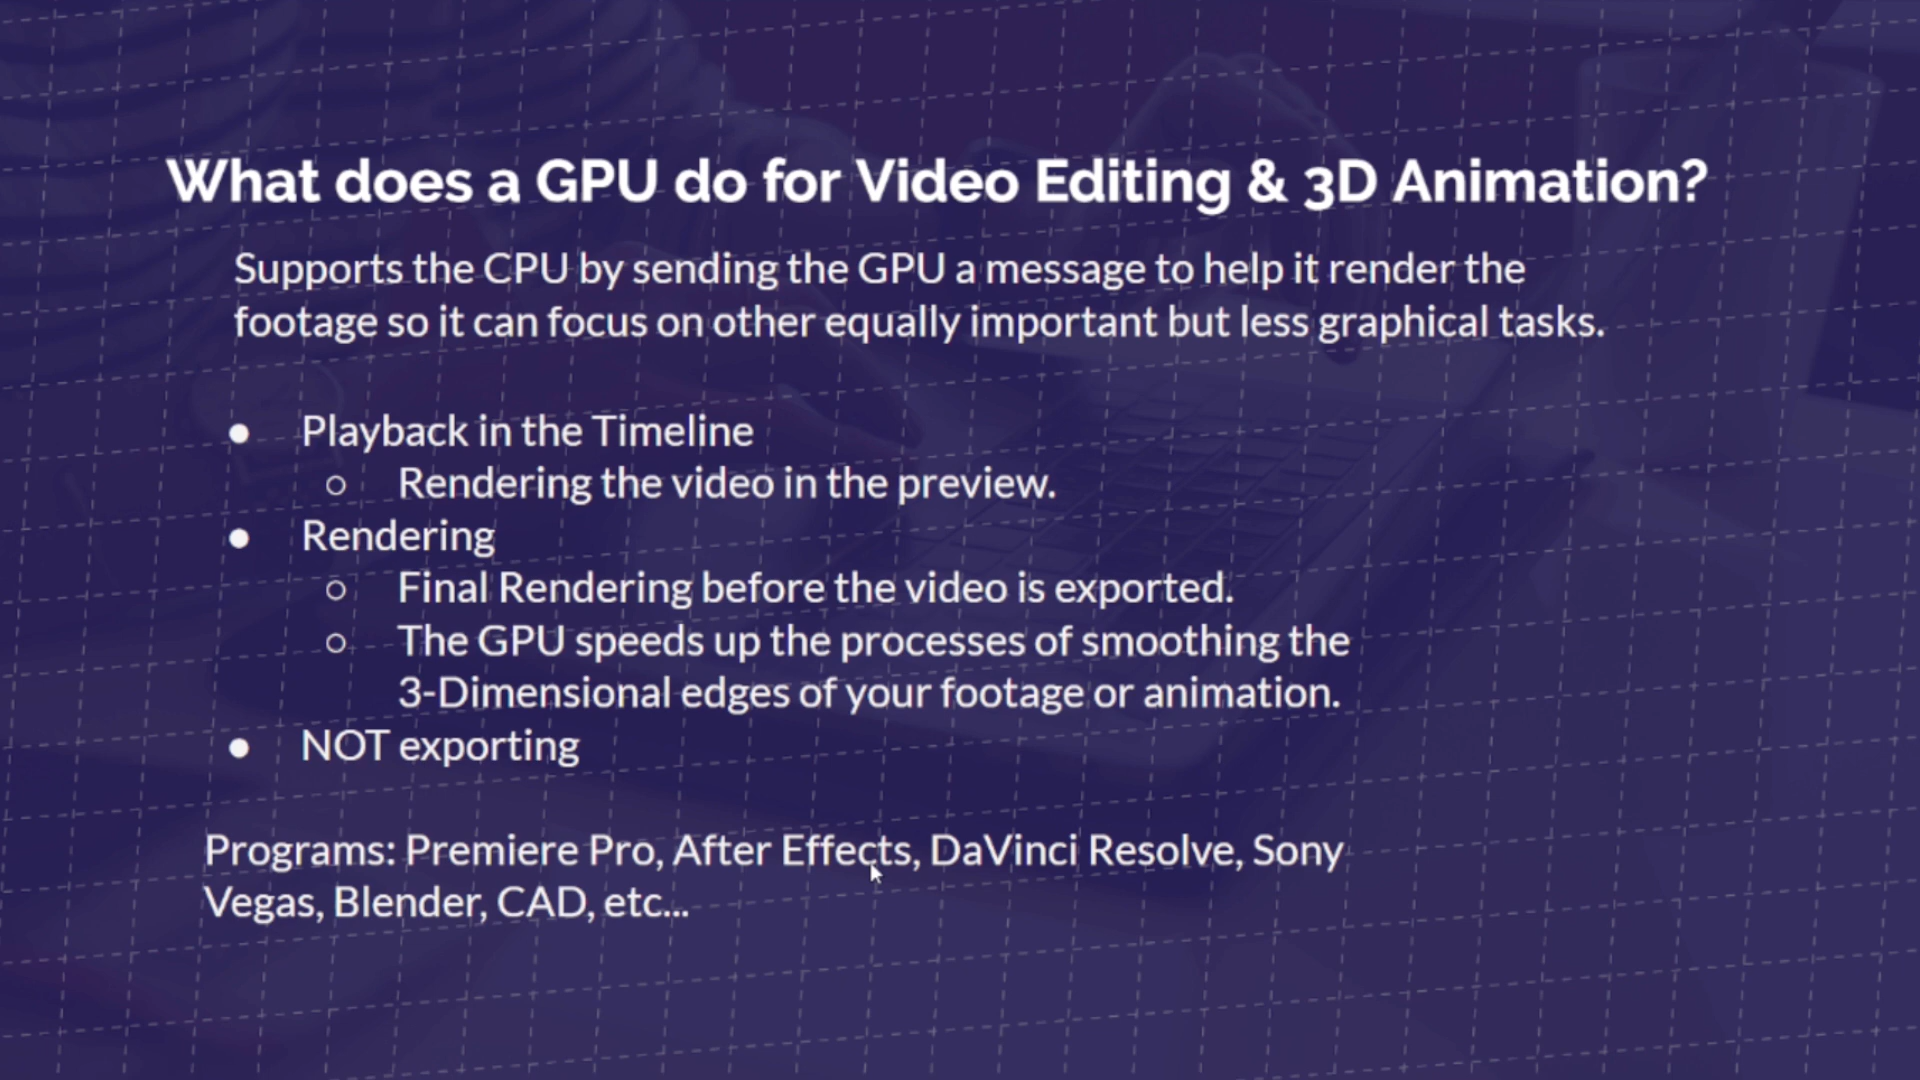 What does a GPU do for Video Editing & 3D Animation?
Supports the CPU by sending the GPU a message to help it render the
footage so it can focus on other equally important but less graphical tasks.
● Playback in the Timeline
○ Rendering the video in the preview.
● Rendering
○ Final Rendering before the video is exported.
○ The GPU speeds up the processes of smoothing the
3-Dimensional edges of your footage or animation.
● NOT exporting
Programs: Premiere Pro, After Effects, DaVinci Resolve, Sony
Vegas, Blender, CAD, etc...